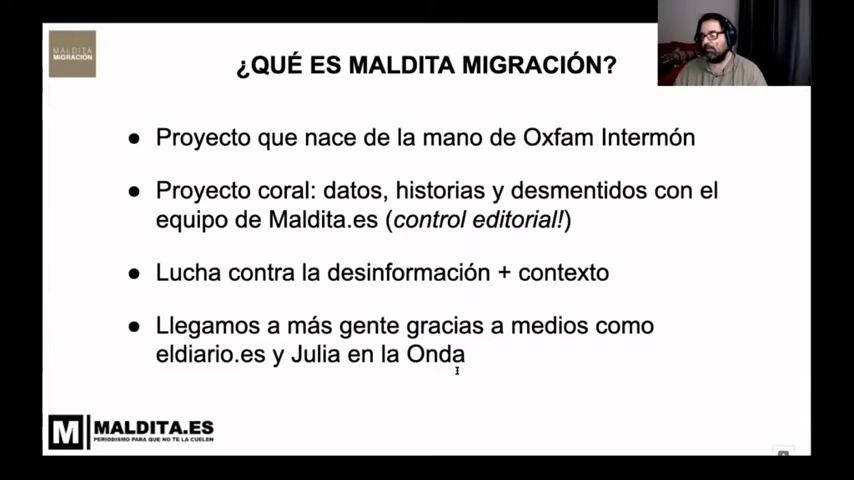 MALDITA
MIGRACIÓN
¿QUÉ ES MALDITA MIGRACIÓN?
● Proyecto que nace de la mano de Oxfam Intermón
● Proyecto coral: datos, historias y desmentidos con el
equipo de Maldita.es (control editorial!)
● Lucha contra la desinformación + contexto
● Llegamos a más gente gracias a medios como
eldiario.es y Julia en la Onda
M MALDITA.ES
PERIODISMO PARA QUE NO TE LA CUELEN